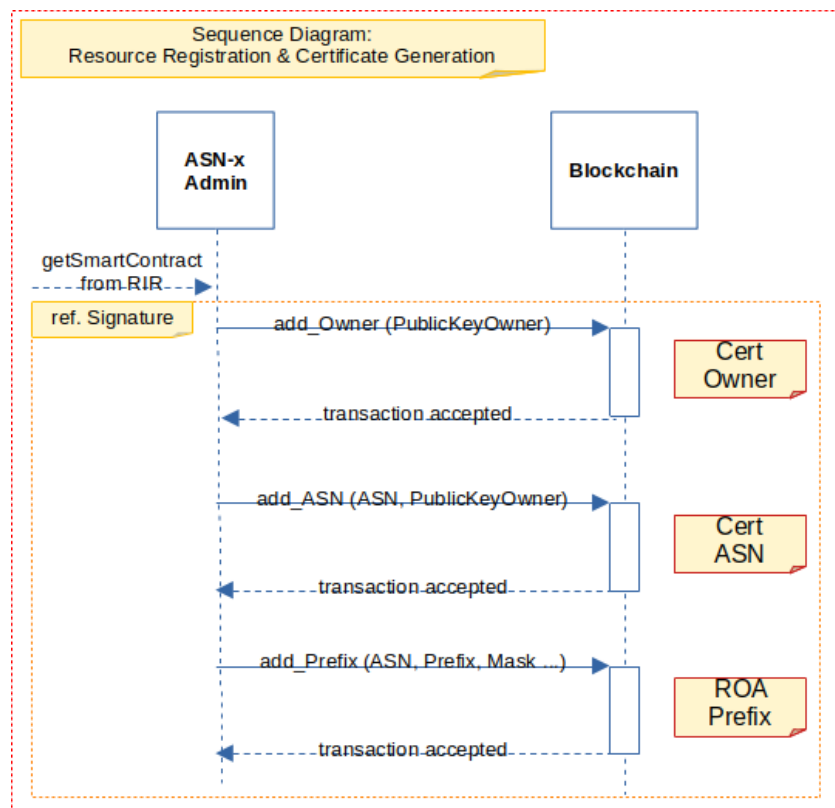 Sequence Diagram:
Resource Registration & Certificate Generation
ASN-x
Admin
Blockchain
getSmartContract
from RIR
ref. Signature
add_Owner (PublicKeyOwner)
Cert
Owner
transaction accepted
add_ASN (ASN, PublicKeyOwner)
Cert
ASN
transaction accepted
add_Prefix (ASN, Prefix, Mask ...)
ROA
Prefix
transaction accepted